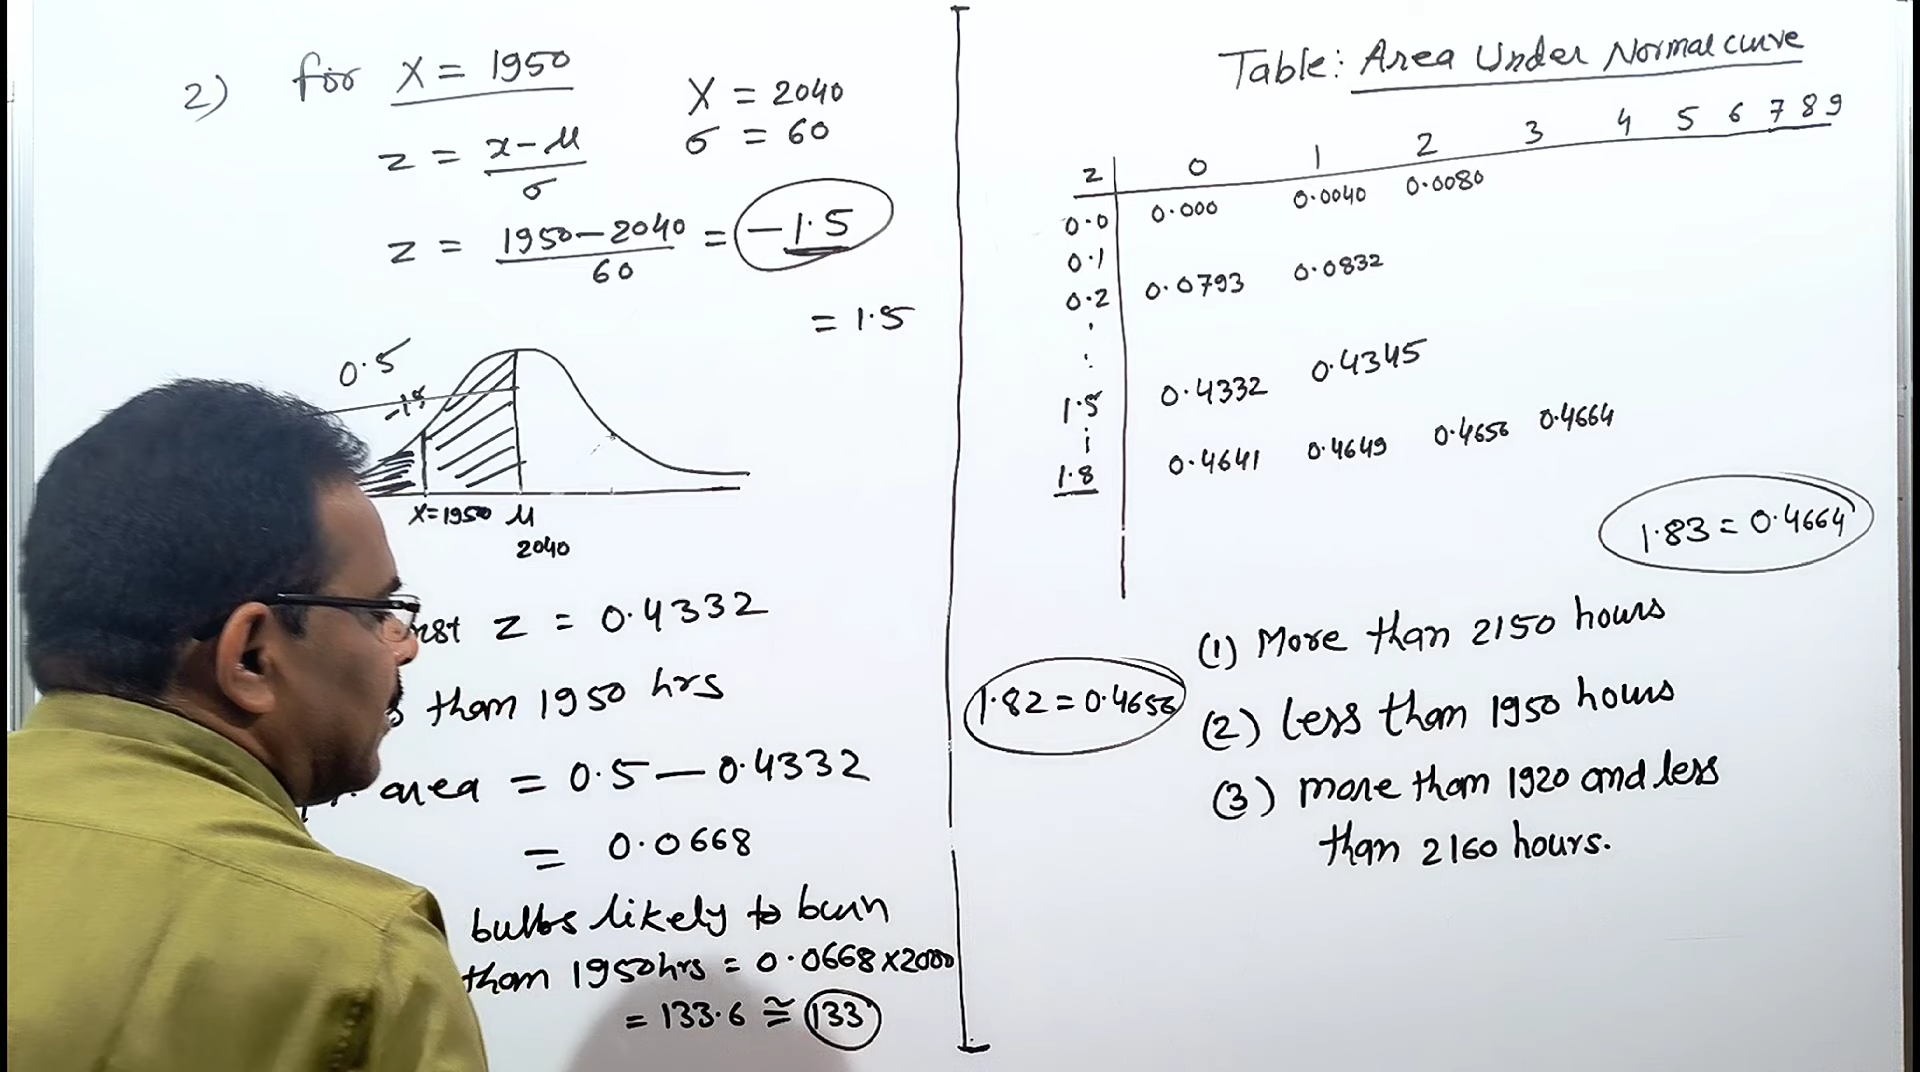 2) for X = 1950
X = 2040
σ = 60
z = x-μ / σ
z = 1950-2040 / 60 = -1.5
= 1.5
0.5
-1.5
X=1950 μ
2040
z = 0.4332
than 1950 hrs
area = 0.5 - 0.4332
= 0.0668
bulbs likely to burn
than 1950hrs = 0.0668×2000
= 133.6 ≅ 133
Table: Area Under Normal curve
z 0 1 2 3 4 5 6 7 8 9
0.0 0.000 0.0040 0.0080
0.1
0.2 0.0793 0.0832
1.5 0.4332 0.4345
1.8 0.4641 0.4649 0.4656 0.4664
1.83 = 0.4664
1.82 = 0.4656
(1) More than 2150 hours
(2) less than 1950 hours
(3) more than 1920 and less
than 2160 hours.